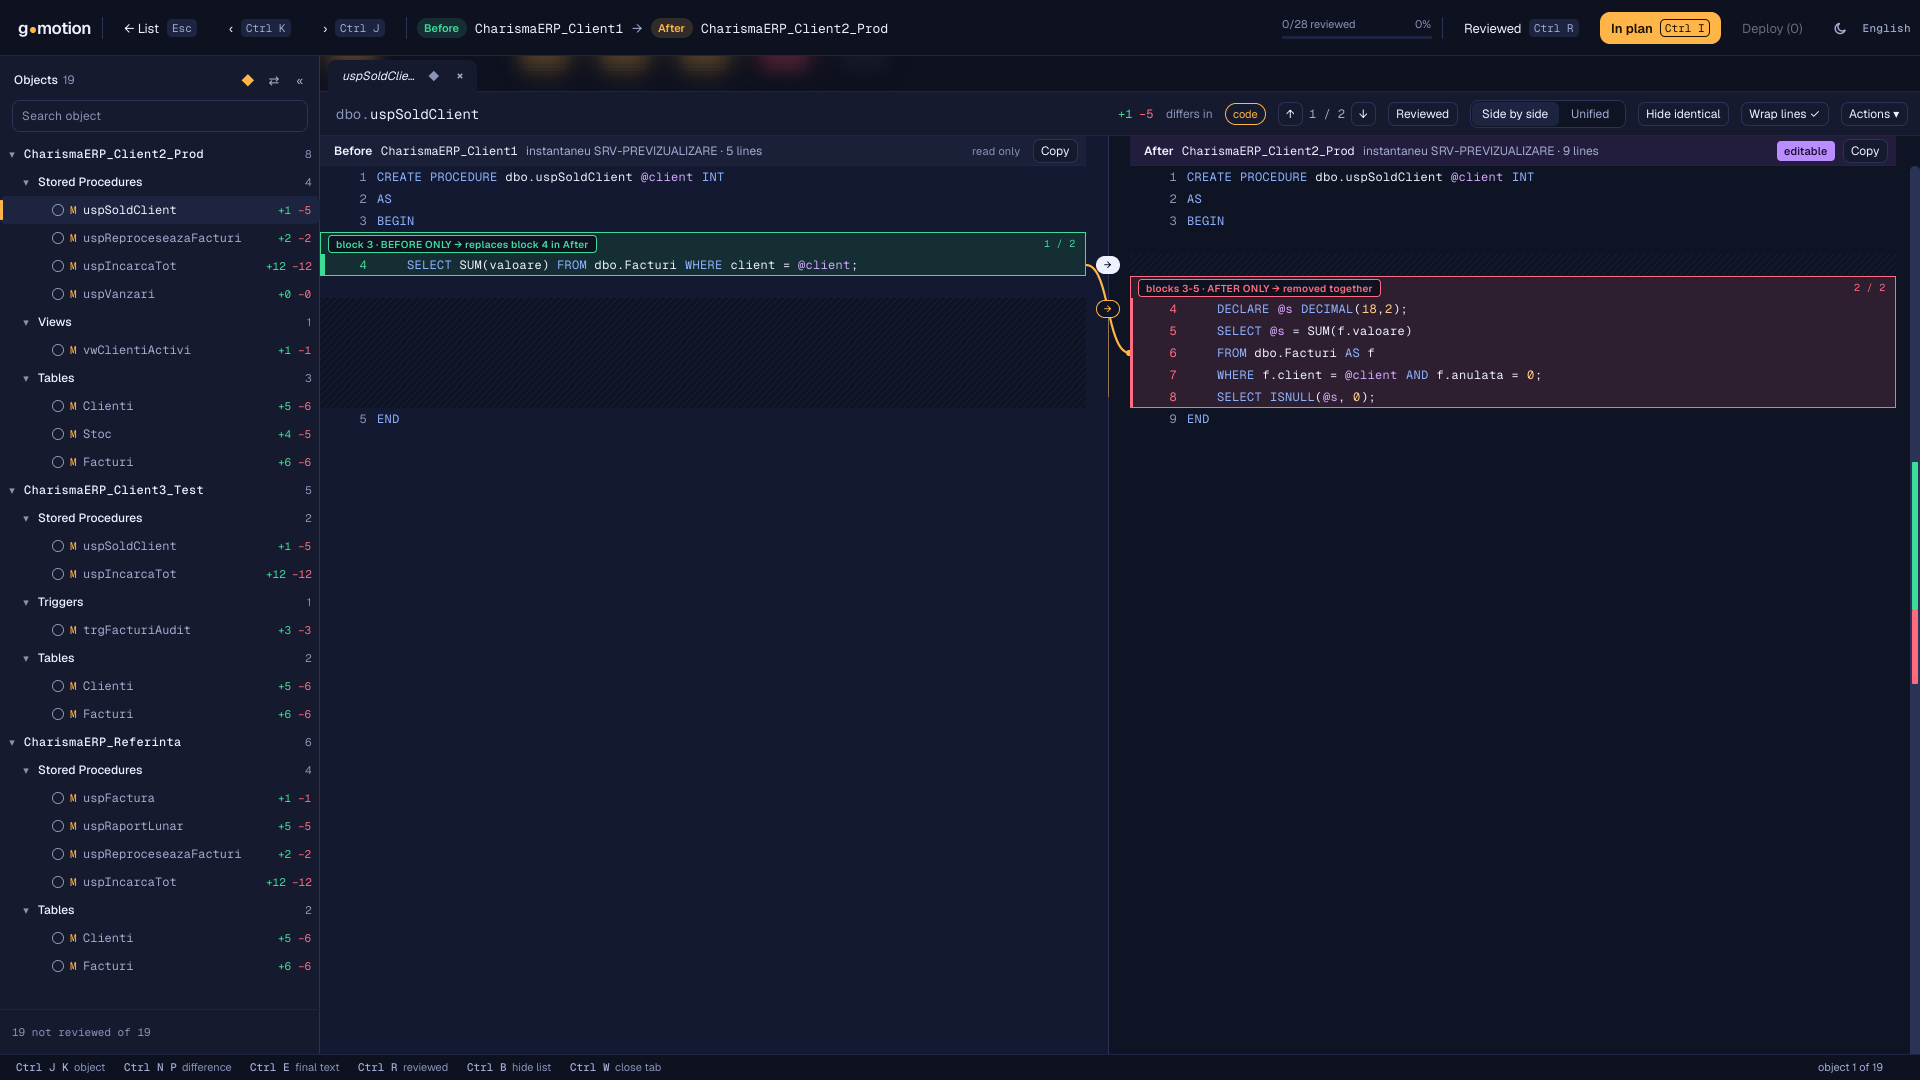 g•motion
← List Esc
‹ Ctrl K
› Ctrl J
Before CharismaERP_Client1 → After CharismaERP_Client2_Prod
0/28 reviewed 0%
Reviewed Ctrl R
In plan Ctrl I
Deploy (0)
English
Objects 19
Search object
CharismaERP_Client2_Prod 8
Stored Procedures 4
M uspSoldClient +1 −5
M uspReproceseazaFacturi +2 −2
M uspIncarcaTot +12 −12
M uspVanzari +0 −0
Views 1
M vwClientiActivi +1 −1
Tables 3
M Clienti +5 −6
M Stoc +4 −5
M Facturi +6 −6
CharismaERP_Client3_Test 5
Stored Procedures 2
M uspSoldClient +1 −5
M uspIncarcaTot +12 −12
Triggers 1
M trgFacturiAudit +3 −3
Tables 2
M Clienti +5 −6
M Facturi +6 −6
CharismaERP_Referinta 6
Stored Procedures 4
M uspFactura +1 −1
M uspRaportLunar +5 −5
M uspReproceseazaFacturi +2 −2
M uspIncarcaTot +12 −12
Tables 2
M Clienti +5 −6
M Facturi +6 −6
19 not reviewed of 19
uspSoldClie…
dbo.uspSoldClient
+1 −5 differs in code ↑ 1 / 2 ↓ Reviewed Side by side Unified Hide identical Wrap lines ✓ Actions ▾
Before CharismaERP_Client1 instantaneu SRV-PREVIZUALIZARE · 5 lines read only Copy
1 CREATE PROCEDURE dbo.uspSoldClient @client INT
2 AS
3 BEGIN
block 3 · BEFORE ONLY → replaces block 4 in After 1 / 2
4 SELECT SUM(valoare) FROM dbo.Facturi WHERE client = @client;
5 END
→
→
After CharismaERP_Client2_Prod instantaneu SRV-PREVIZUALIZARE · 9 lines editable Copy
1 CREATE PROCEDURE dbo.uspSoldClient @client INT
2 AS
3 BEGIN
blocks 3-5 · AFTER ONLY → removed together 2 / 2
4 DECLARE @s DECIMAL(18,2);
5 SELECT @s = SUM(f.valoare)
6 FROM dbo.Facturi AS f
7 WHERE f.client = @client AND f.anulata = 0;
8 SELECT ISNULL(@s, 0);
9 END
Ctrl J K object Ctrl N P difference Ctrl E final text Ctrl R reviewed Ctrl B hide list Ctrl W close tab object 1 of 19